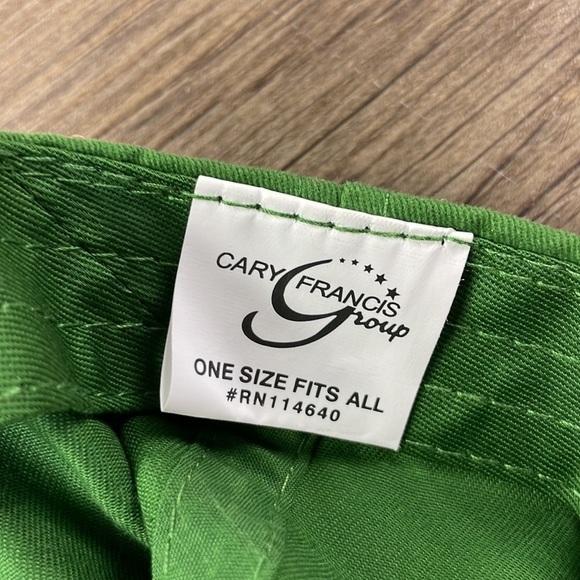 CARY FRANCIS
Group
ONE SIZE FITS ALL
#RN114640